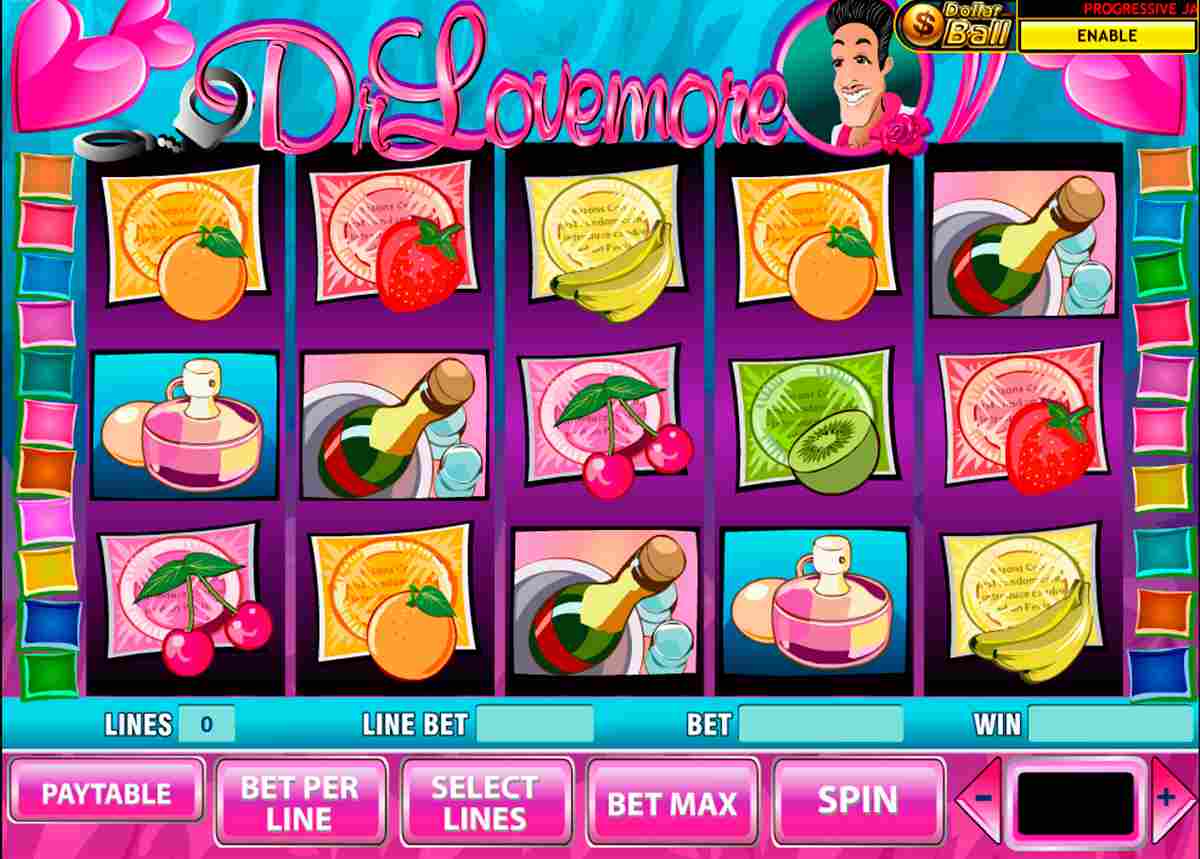 Dr Lovemore
Dollar
Ball
PROGRESSIVE JA
ENABLE
LINES 0
LINE BET
BET
WIN
PAYTABLE
BET PER
LINE
SELECT
LINES
BET MAX
SPIN
-
+